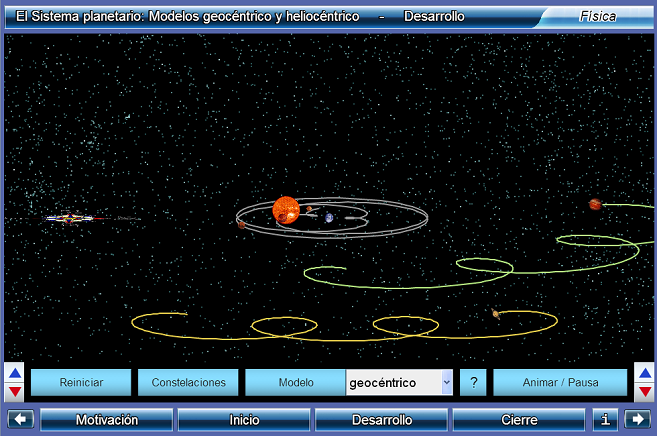 El Sistema planetario: Modelos geocéntrico y heliocéntrico - Desarrollo Física
Reiniciar Constelaciones Modelo geocéntrico ? Animar / Pausa
Motivación Inicio Desarrollo Cierre i